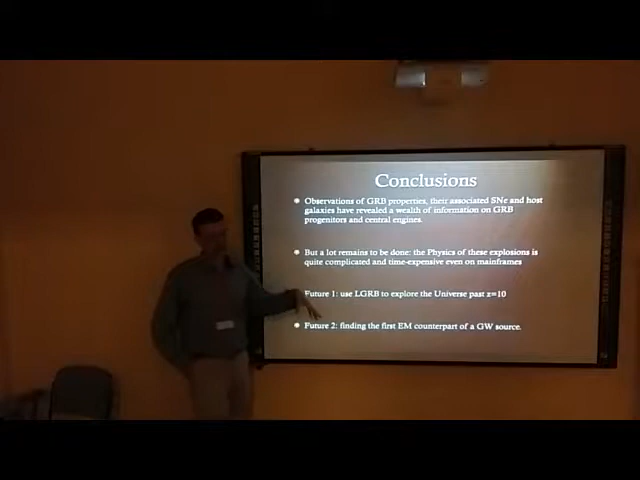 Conclusions
Observations of GRB properties, their associated SNe and host
galaxies have revealed a wealth of information on GRB
progenitors and central engines.
But a lot remains to be done: the Physics of these explosions is
quite complicated and time-expensive even on mainframes
Future 1: use LGRB to explore the Universe past z=10
Future 2: finding the first EM counterpart of a GW source.